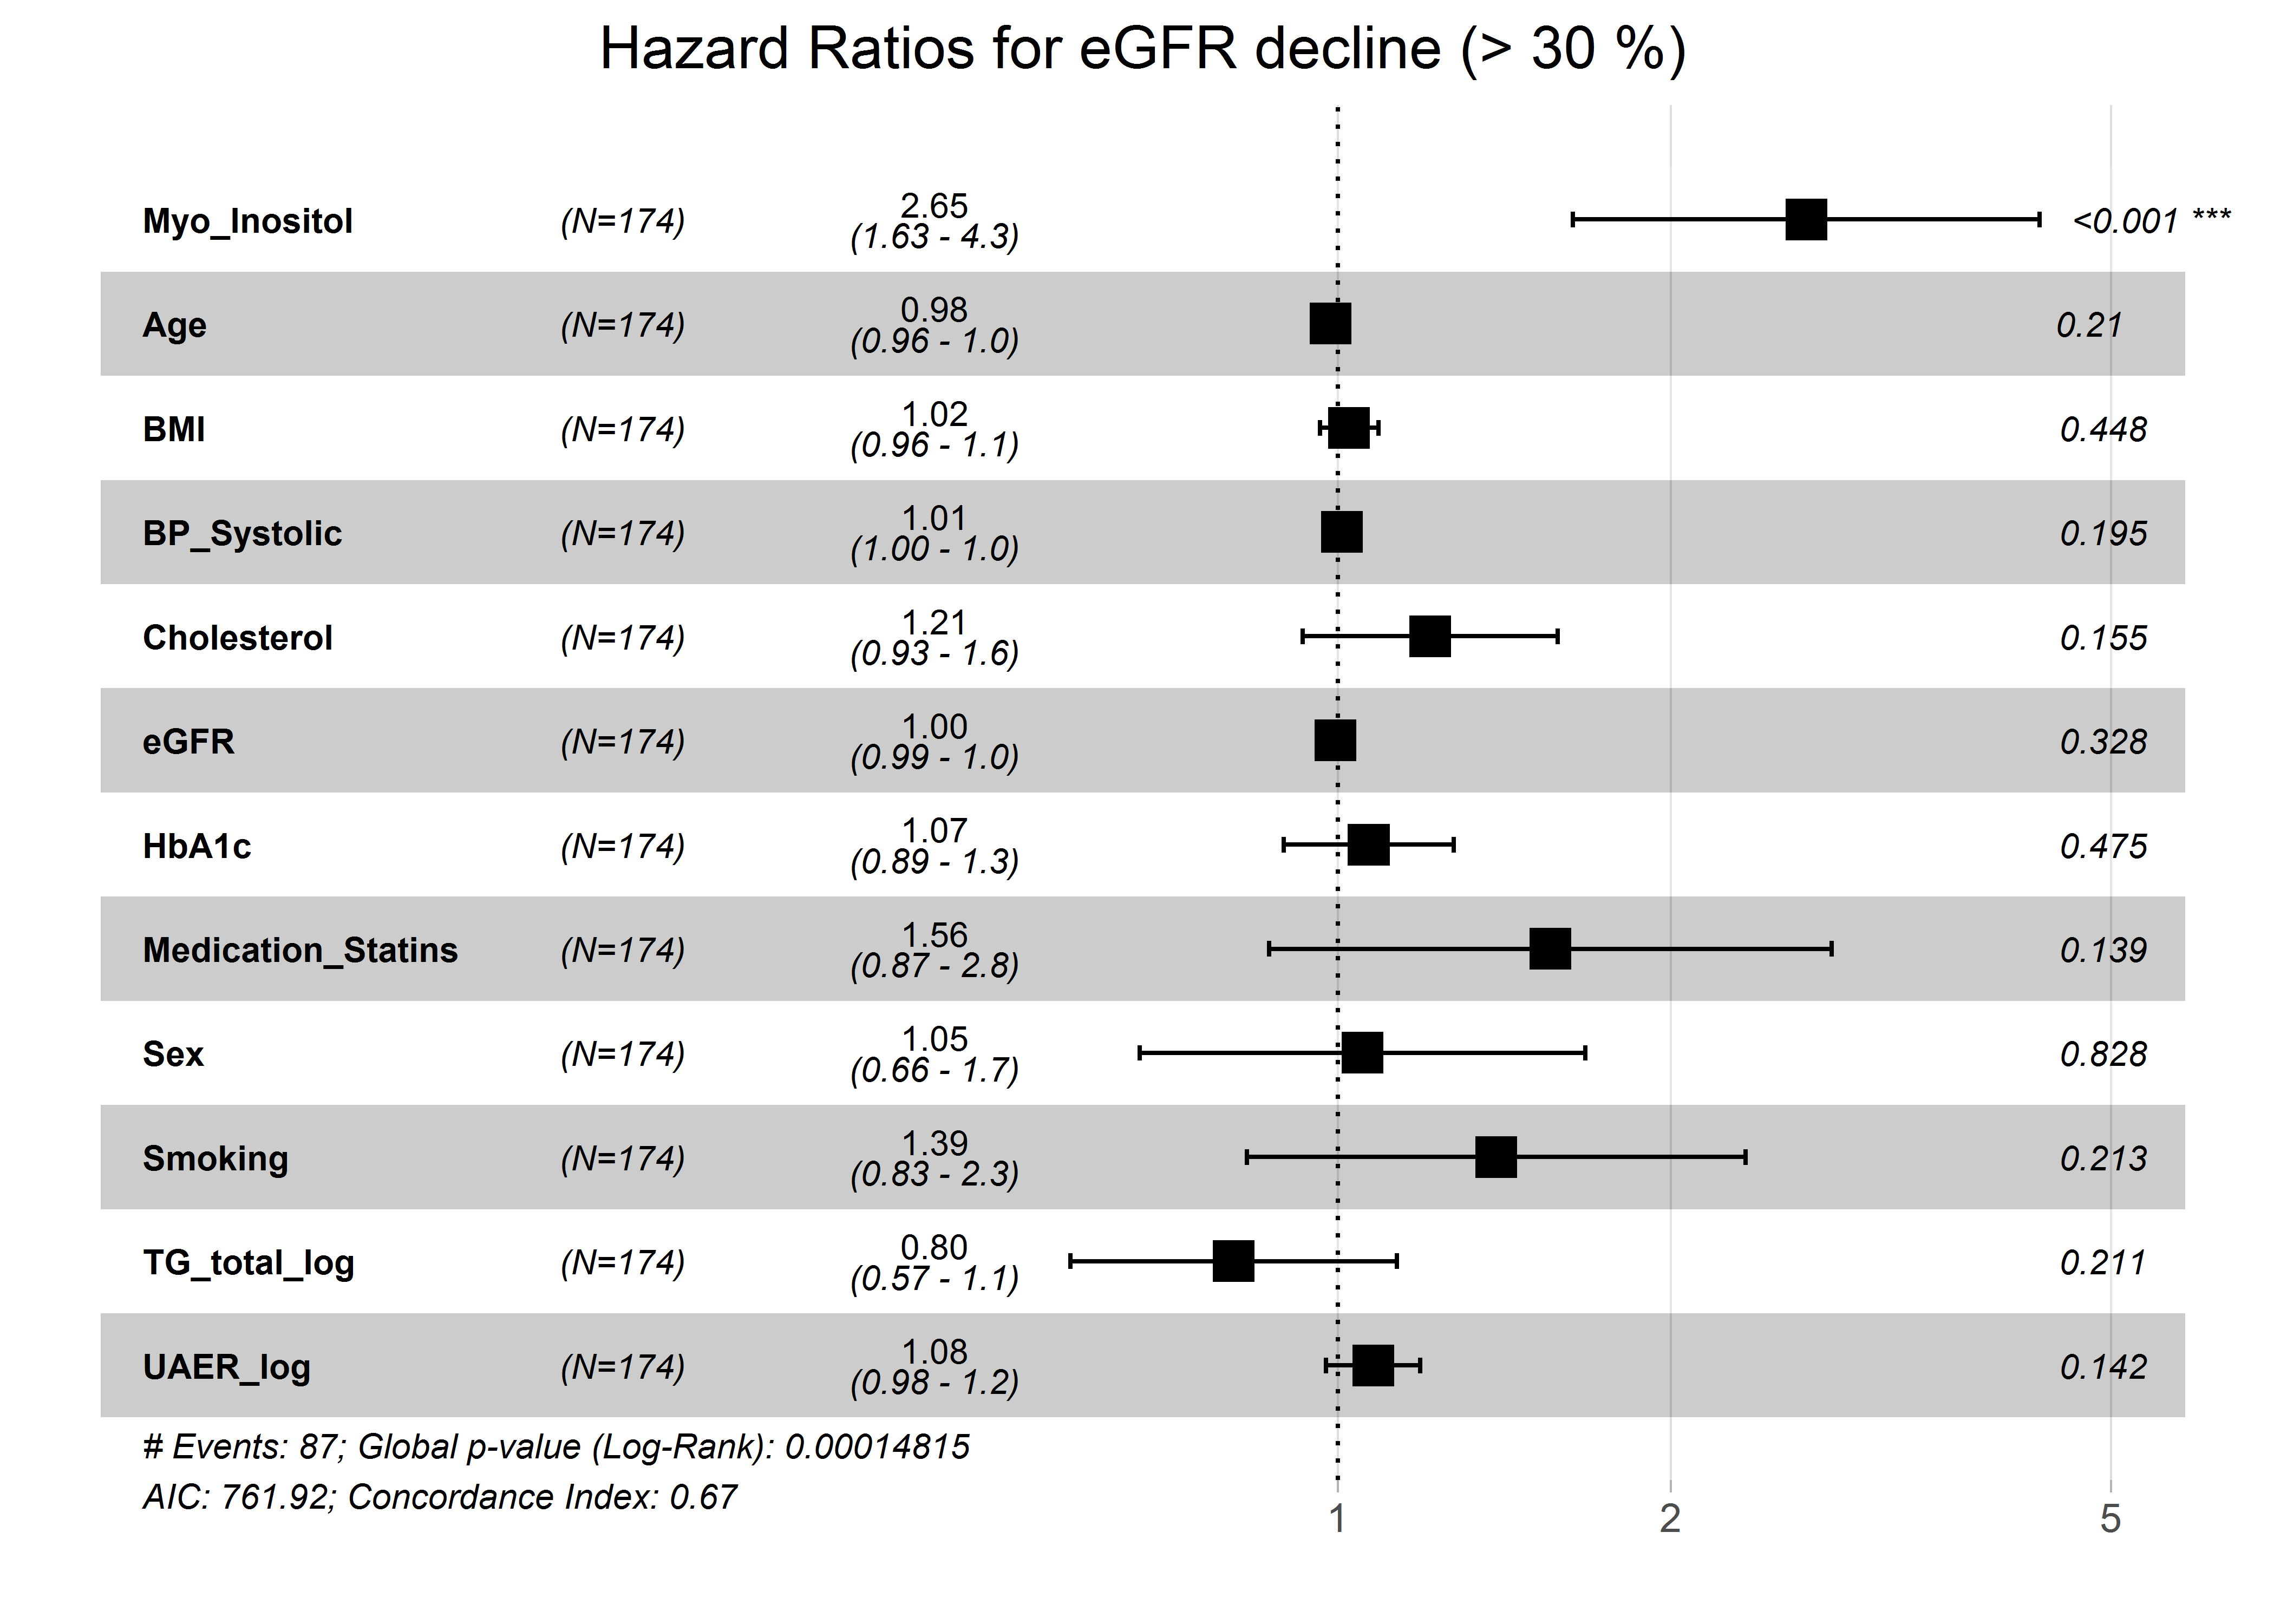 Hazard Ratios for eGFR decline (> 30 %)
Myo_Inositol (N=174) 2.65 (1.63 - 4.3) <0.001 ***
Age (N=174) 0.98 (0.96 - 1.0) 0.21
BMI (N=174) 1.02 (0.96 - 1.1) 0.448
BP_Systolic (N=174) 1.01 (1.00 - 1.0) 0.195
Cholesterol (N=174) 1.21 (0.93 - 1.6) 0.155
eGFR (N=174) 1.00 (0.99 - 1.0) 0.328
HbA1c (N=174) 1.07 (0.89 - 1.3) 0.475
Medication_Statins (N=174) 1.56 (0.87 - 2.8) 0.139
Sex (N=174) 1.05 (0.66 - 1.7) 0.828
Smoking (N=174) 1.39 (0.83 - 2.3) 0.213
TG_total_log (N=174) 0.80 (0.57 - 1.1) 0.211
UAER_log (N=174) 1.08 (0.98 - 1.2) 0.142
# Events: 87; Global p-value (Log-Rank): 0.00014815
AIC: 761.92; Concordance Index: 0.67
1 2 5